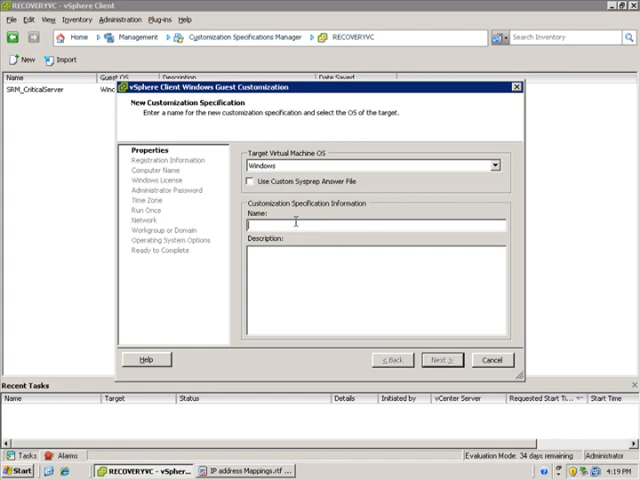 RECOVERYVC - vSphere Client
File Edit View Inventory Administration Plug-ins Help
Home Management Customization Specifications Manager RECOVERYVC Search Inventory
New Import
Name Guest OS Description Date Saved
SRM_CriticalServer
vSphere Client Windows Guest Customization
New Customization Specification
Enter a name for the new customization specification and select the OS of the target.
Properties
Registration Information
Computer Name
Windows License
Administrator Password
Time Zone
Run Once
Network
Workgroup or Domain
Operating System Options
Ready to Complete
Target Virtual Machine OS
Windows
Use Custom Sysprep Answer File
Customization Specification Information
Name:
Description:
Help < Back Next > Cancel
Recent Tasks
Name Target Status Details Initiated by vCenter Server Requested Start Ti... Start Time
Tasks Alarms Evaluation Mode: 34 days remaining Administrator
Start RECOVERYVC - vSpher... IP address Mappings.rtf ... 4:19 PM